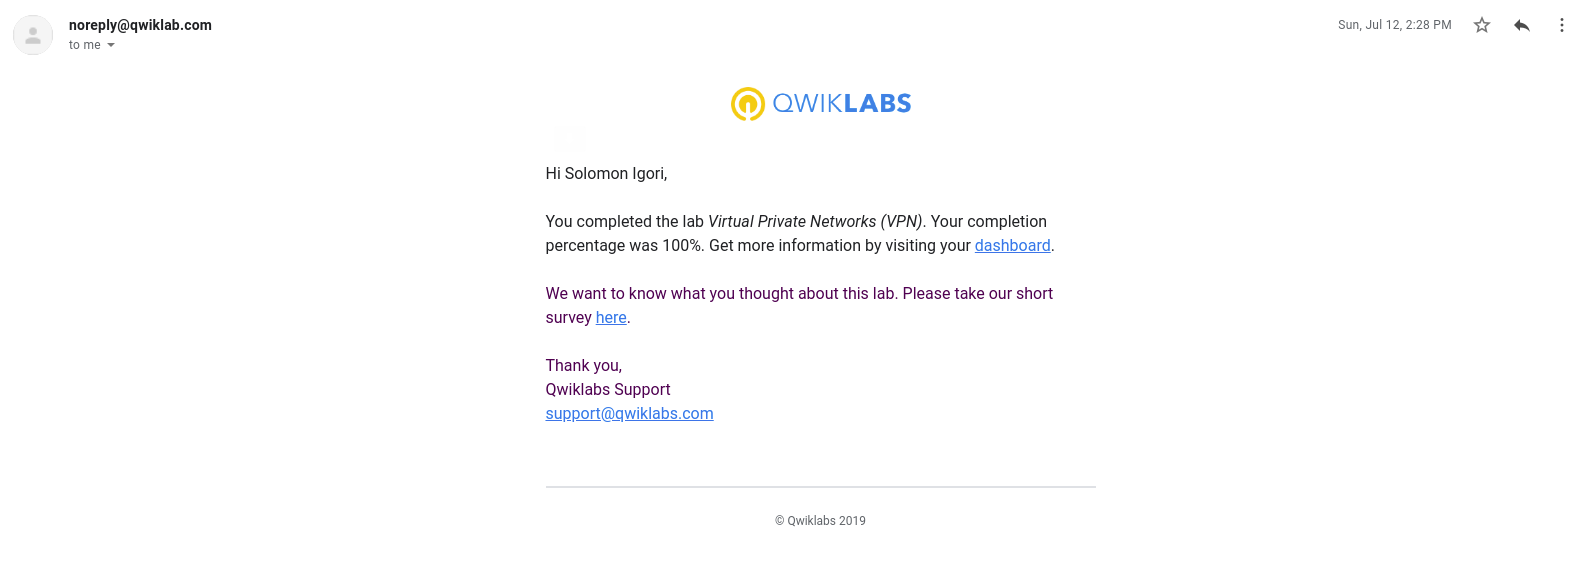 noreply@qwiklab.com
Sun, Jul 12, 2:28 PM
to me
QWIKLABS
Hi Solomon Igori,
You completed the lab Virtual Private Networks (VPN). Your completion
percentage was 100%. Get more information by visiting your dashboard.
We want to know what you thought about this lab. Please take our short
survey here.
Thank you,
Qwiklabs Support
support@qwiklabs.com
© Qwiklabs 2019